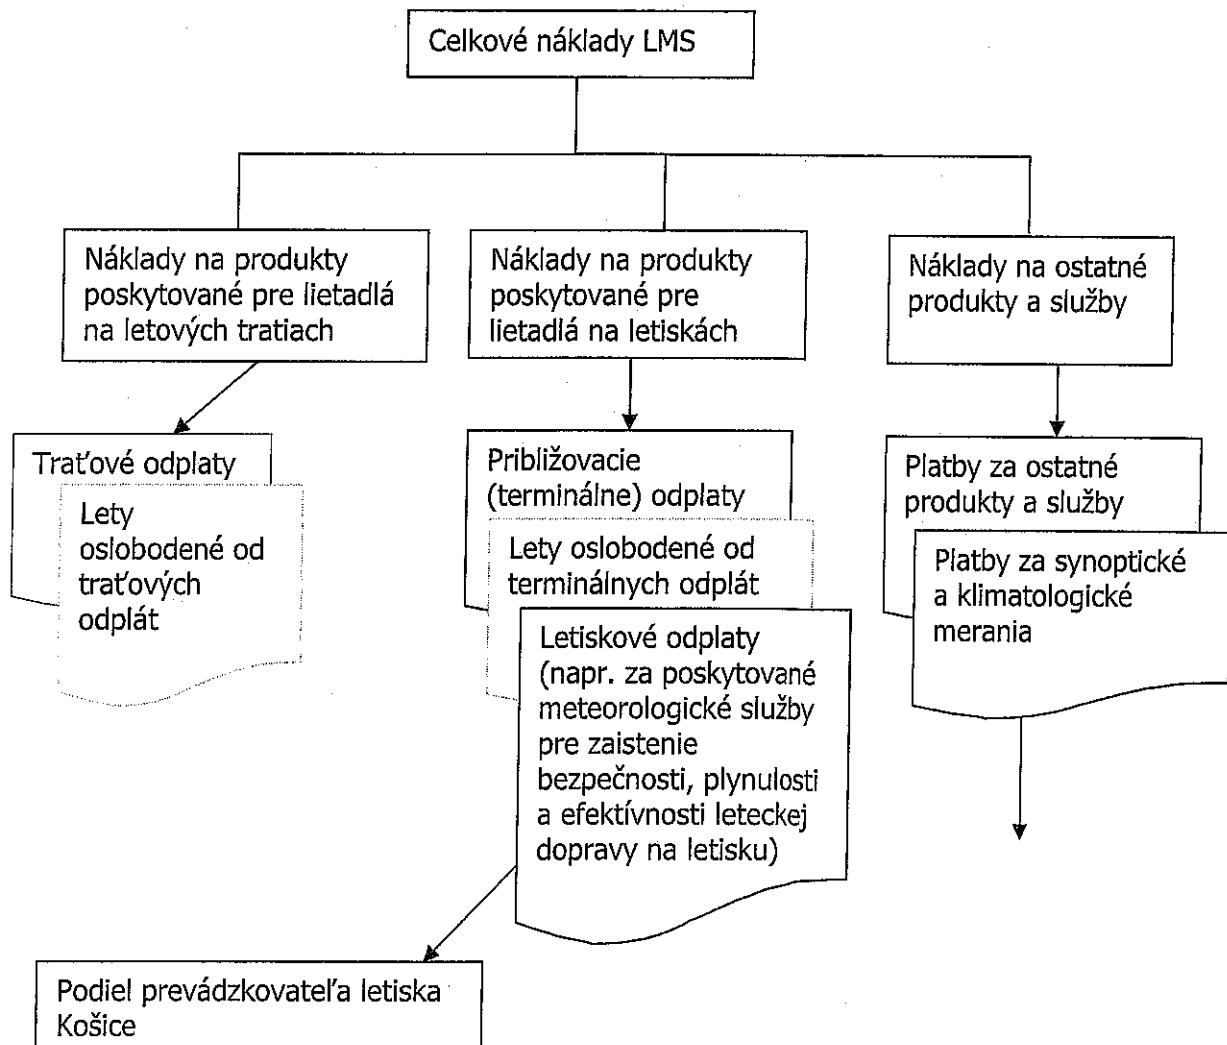 Celkové náklady LMS
Náklady na produkty
poskytované pre lietadlá
na letových tratiach
Náklady na produkty
poskytované pre
lietadlá na letiskách
Náklady na ostatné
produkty a služby
Traťové odplaty
Lety
oslobodené od
traťových
odplát
Približovacie
(terminálne) odplaty
Lety oslobodené od
terminálnych odplát
Letiskové odplaty
(napr. za poskytované
meteorologické služby
pre zaistenie
bezpečnosti, plynulosti
a efektívnosti leteckej
dopravy na letisku)
Platby za ostatné
produkty a služby
Platby za synoptické
a klimatologické
merania
Podiel prevádzkovateľa letiska
Košice